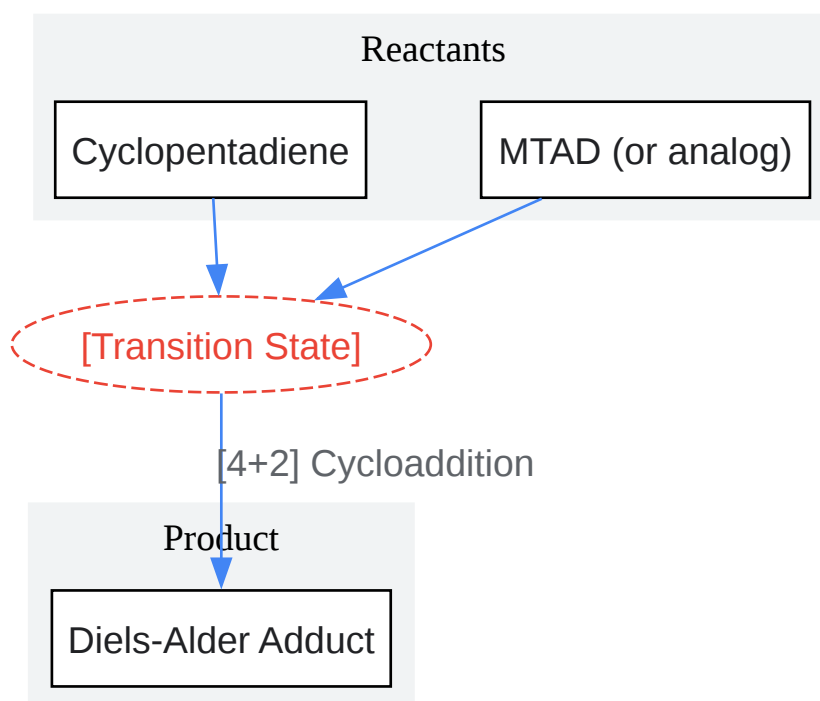 Reactants
Cyclopentadiene
MTAD (or analog)
[Transition State]
[4+2] Cycloaddition
Product
Diels-Alder Adduct